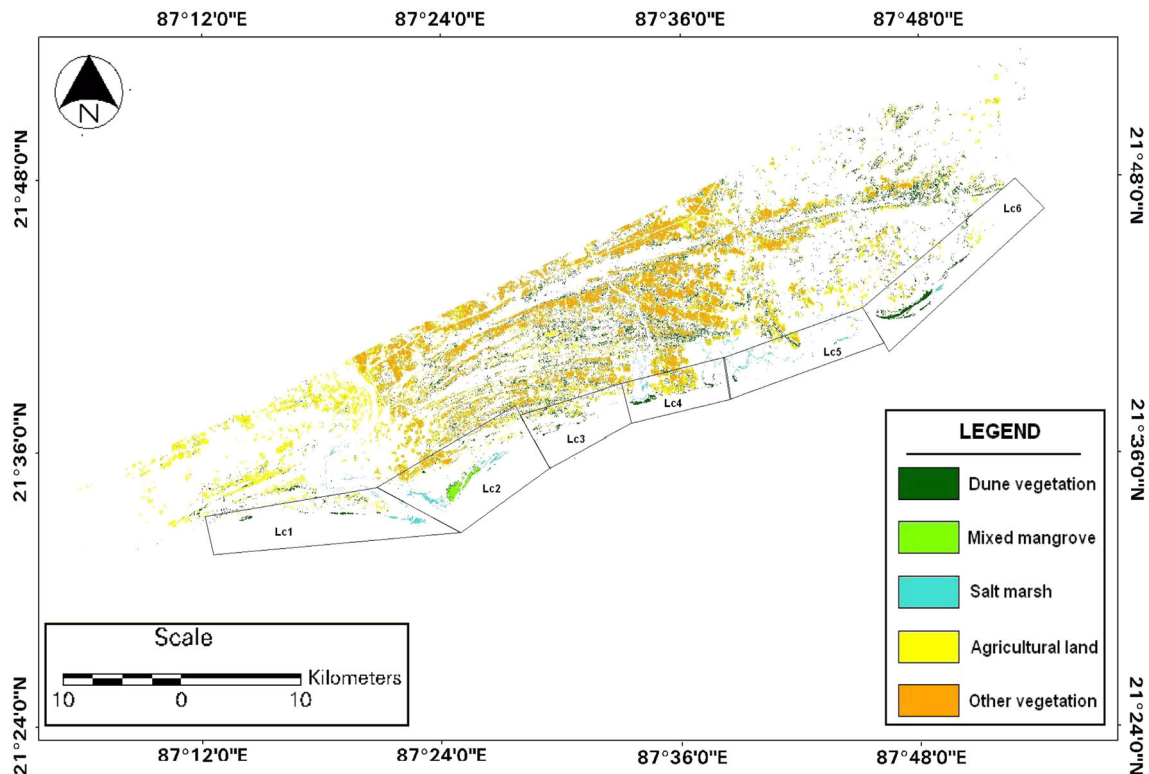 87°12'0"E 87°24'0"E 87°36'0"E 87°48'0"E
N
21°48'0"N 21°48'0"N
Lc6
Lc5
Lc4
Lc3
21°36'0"N 21°36'0"N
Lc2
Lc1
LEGEND
Dune vegetation
Mixed mangrove
Salt marsh
Agricultural land
Other vegetation
Scale
Kilometers
10 0 10
21°24'0"N 21°24'0"N
87°12'0"E 87°24'0"E 87°36'0"E 87°48'0"E